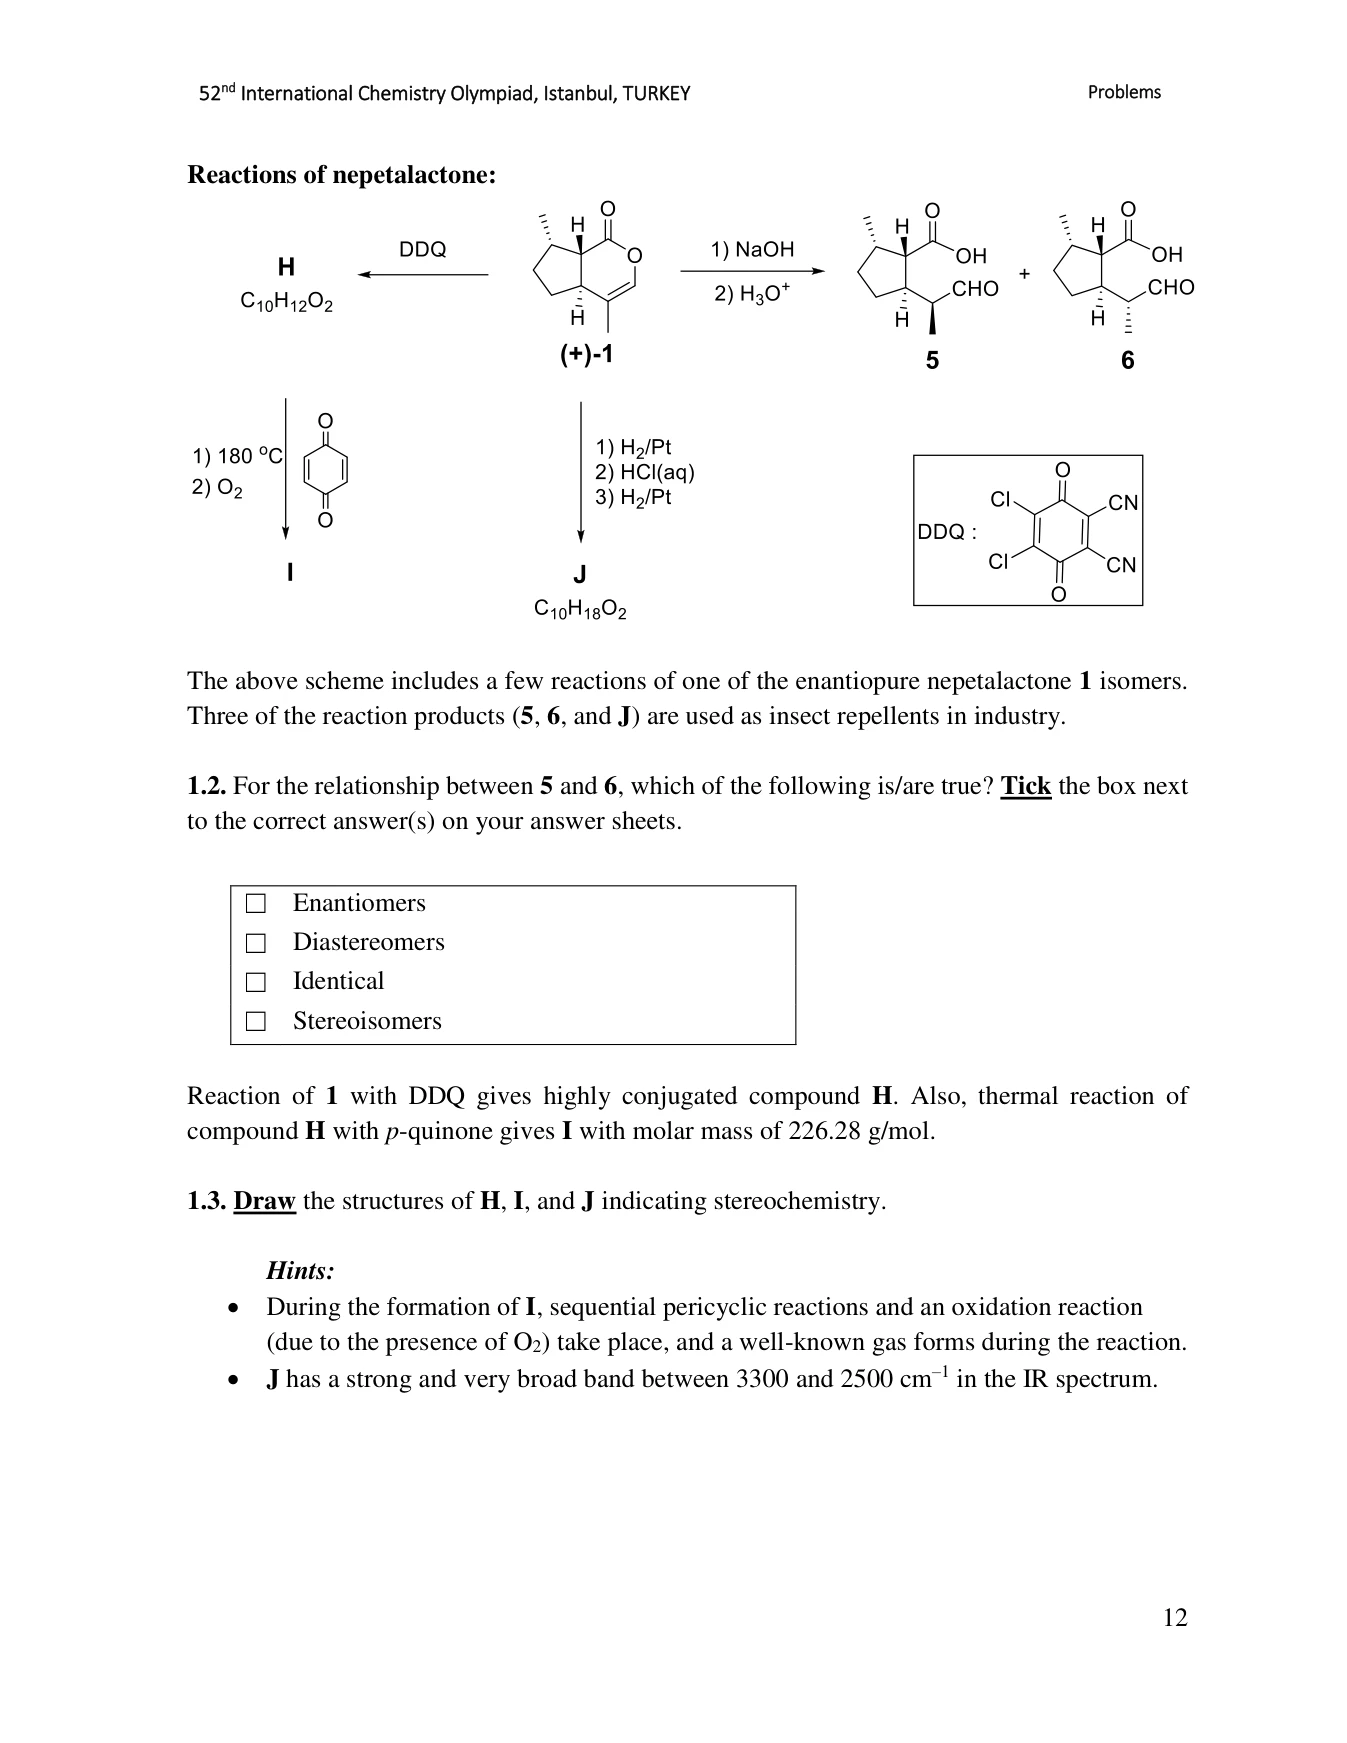 52nd International Chemistry Olympiad, Istanbul, TURKEY Problems
Reactions of nepetalactone:
H
C10H12O2
DDQ
H
O
O
H
(+)-1
1) NaOH
2) H3O+
H
O
OH
CHO
H
5
+
H
O
OH
CHO
H
6
1) 180 oC
2) O2
O
O
I
1) H2/Pt
2) HCl(aq)
3) H2/Pt
J
C10H18O2
DDQ :
O
Cl
CN
Cl
CN
O
The above scheme includes a few reactions of one of the enantiopure nepetalactone 1 isomers.
Three of the reaction products (5, 6, and J) are used as insect repellents in industry.
1.2. For the relationship between 5 and 6, which of the following is/are true? Tick the box next
to the correct answer(s) on your answer sheets.
☐ Enantiomers
☐ Diastereomers
☐ Identical
☐ Stereoisomers
Reaction of 1 with DDQ gives highly conjugated compound H. Also, thermal reaction of
compound H with p-quinone gives I with molar mass of 226.28 g/mol.
1.3. Draw the structures of H, I, and J indicating stereochemistry.
Hints:
• During the formation of I, sequential pericyclic reactions and an oxidation reaction
(due to the presence of O2) take place, and a well-known gas forms during the reaction.
• J has a strong and very broad band between 3300 and 2500 cm–1 in the IR spectrum.
12